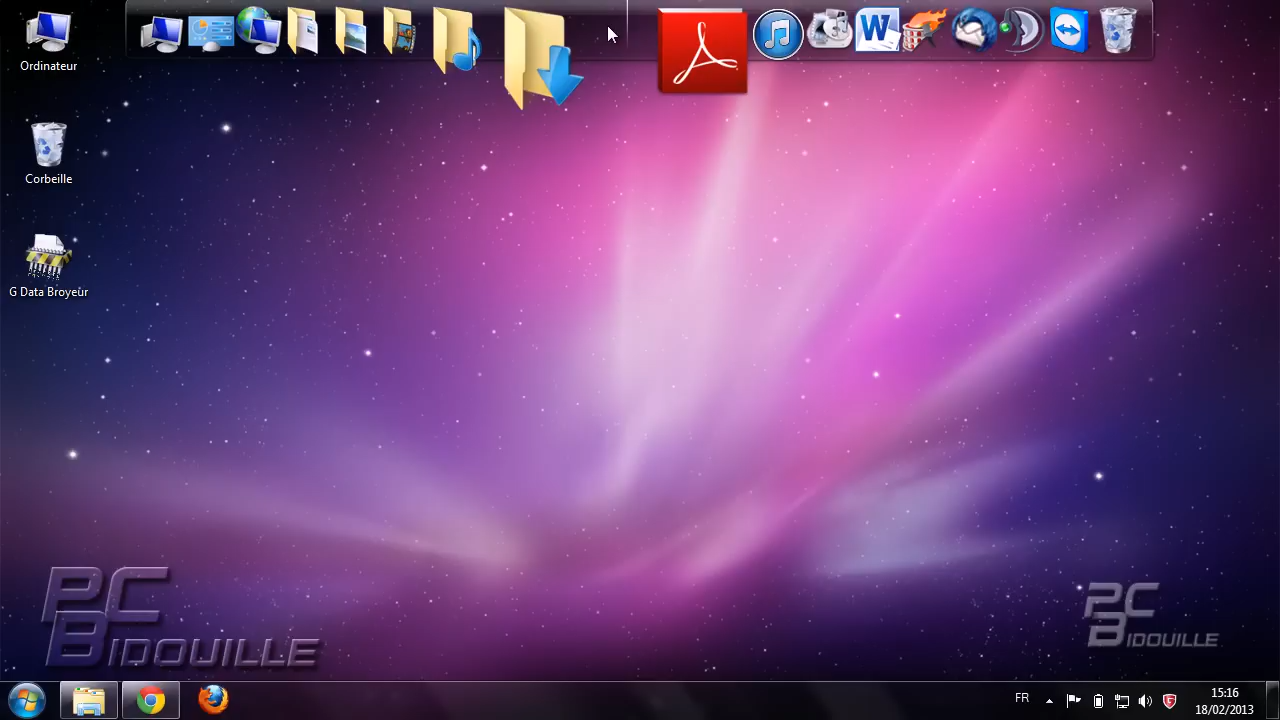 Ordinateur
W
Corbeille
G Data Broyeur
PC
BIDOUILLE
PC
BIDOUILLE
FR
15:16
18/02/2013